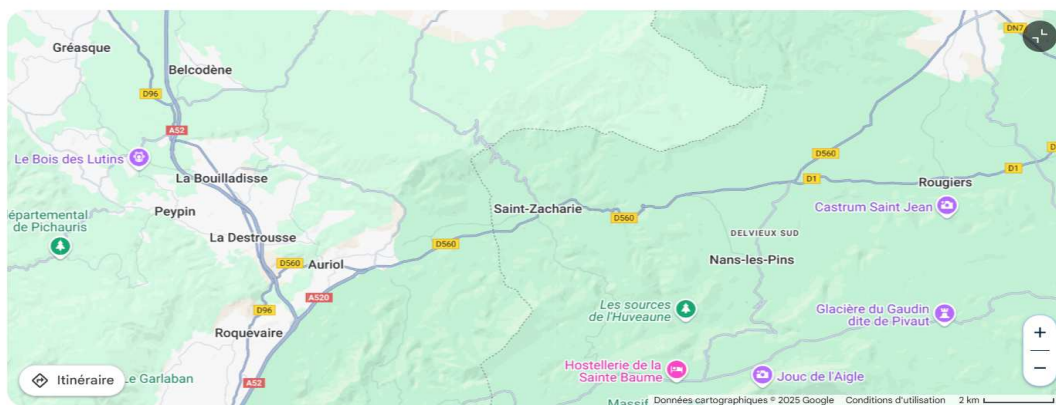 Gréasque
DN7
Belcodène
D96
A52
D560
Le Bois des Lutins
D1
La Bouilladisse
D1
Rougiers
Peypin
Saint-Zacharie
Castrum Saint Jean
épartemental
de Pichauris
D560
La Destrousse
DELVIEUX SUD
D560
D560
Auriol
Nans-les-Pins
A520
D96
Les sources
de l'Huveaune
Glacière du Gaudin
dite de Pivaut
Roquevaire
+
Hostellerie de la
Sainte Baume
−
Itinéraire
Le Garlaban
A52
Jouc de l'Aigle
Massif
Données cartographiques © 2025 Google
Conditions d'utilisation
2 km